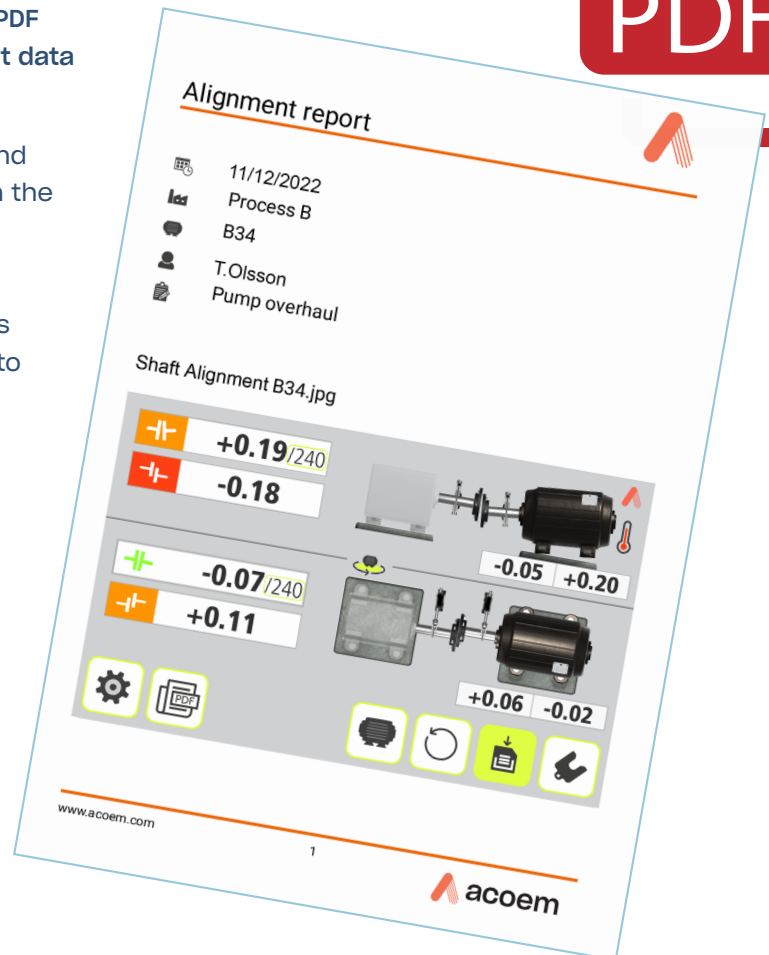 PDF
t data
nd
n the
s
to
PDF
Alignment report
11/12/2022
Process B
B34
T.Olsson
Pump overhaul
Shaft Alignment B34.jpg
+0.19/240
-0.18
-0.05 +0.20
-0.07/240
+0.11
+0.06 -0.02
PDF
www.acoem.com
1
acoem